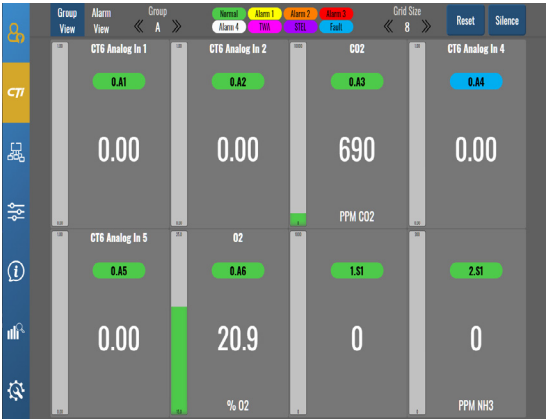 Group View
Alarm View
Group
A
Normal Alarm 1 Alarm 2 Alarm 3
Alarm 4 TWA STEL Fault
Grid Size
8
Reset
Silence
CTI
CT6 Analog In 1
0.A1
0.00
CT6 Analog In 2
0.A2
0.00
CO2
0.A3
690
PPM CO2
CT6 Analog In 4
0.A4
0.00
CT6 Analog In 5
0.A5
0.00
O2
0.A6
20.9
% O2
1.S1
0
2.S1
0
PPM NH3